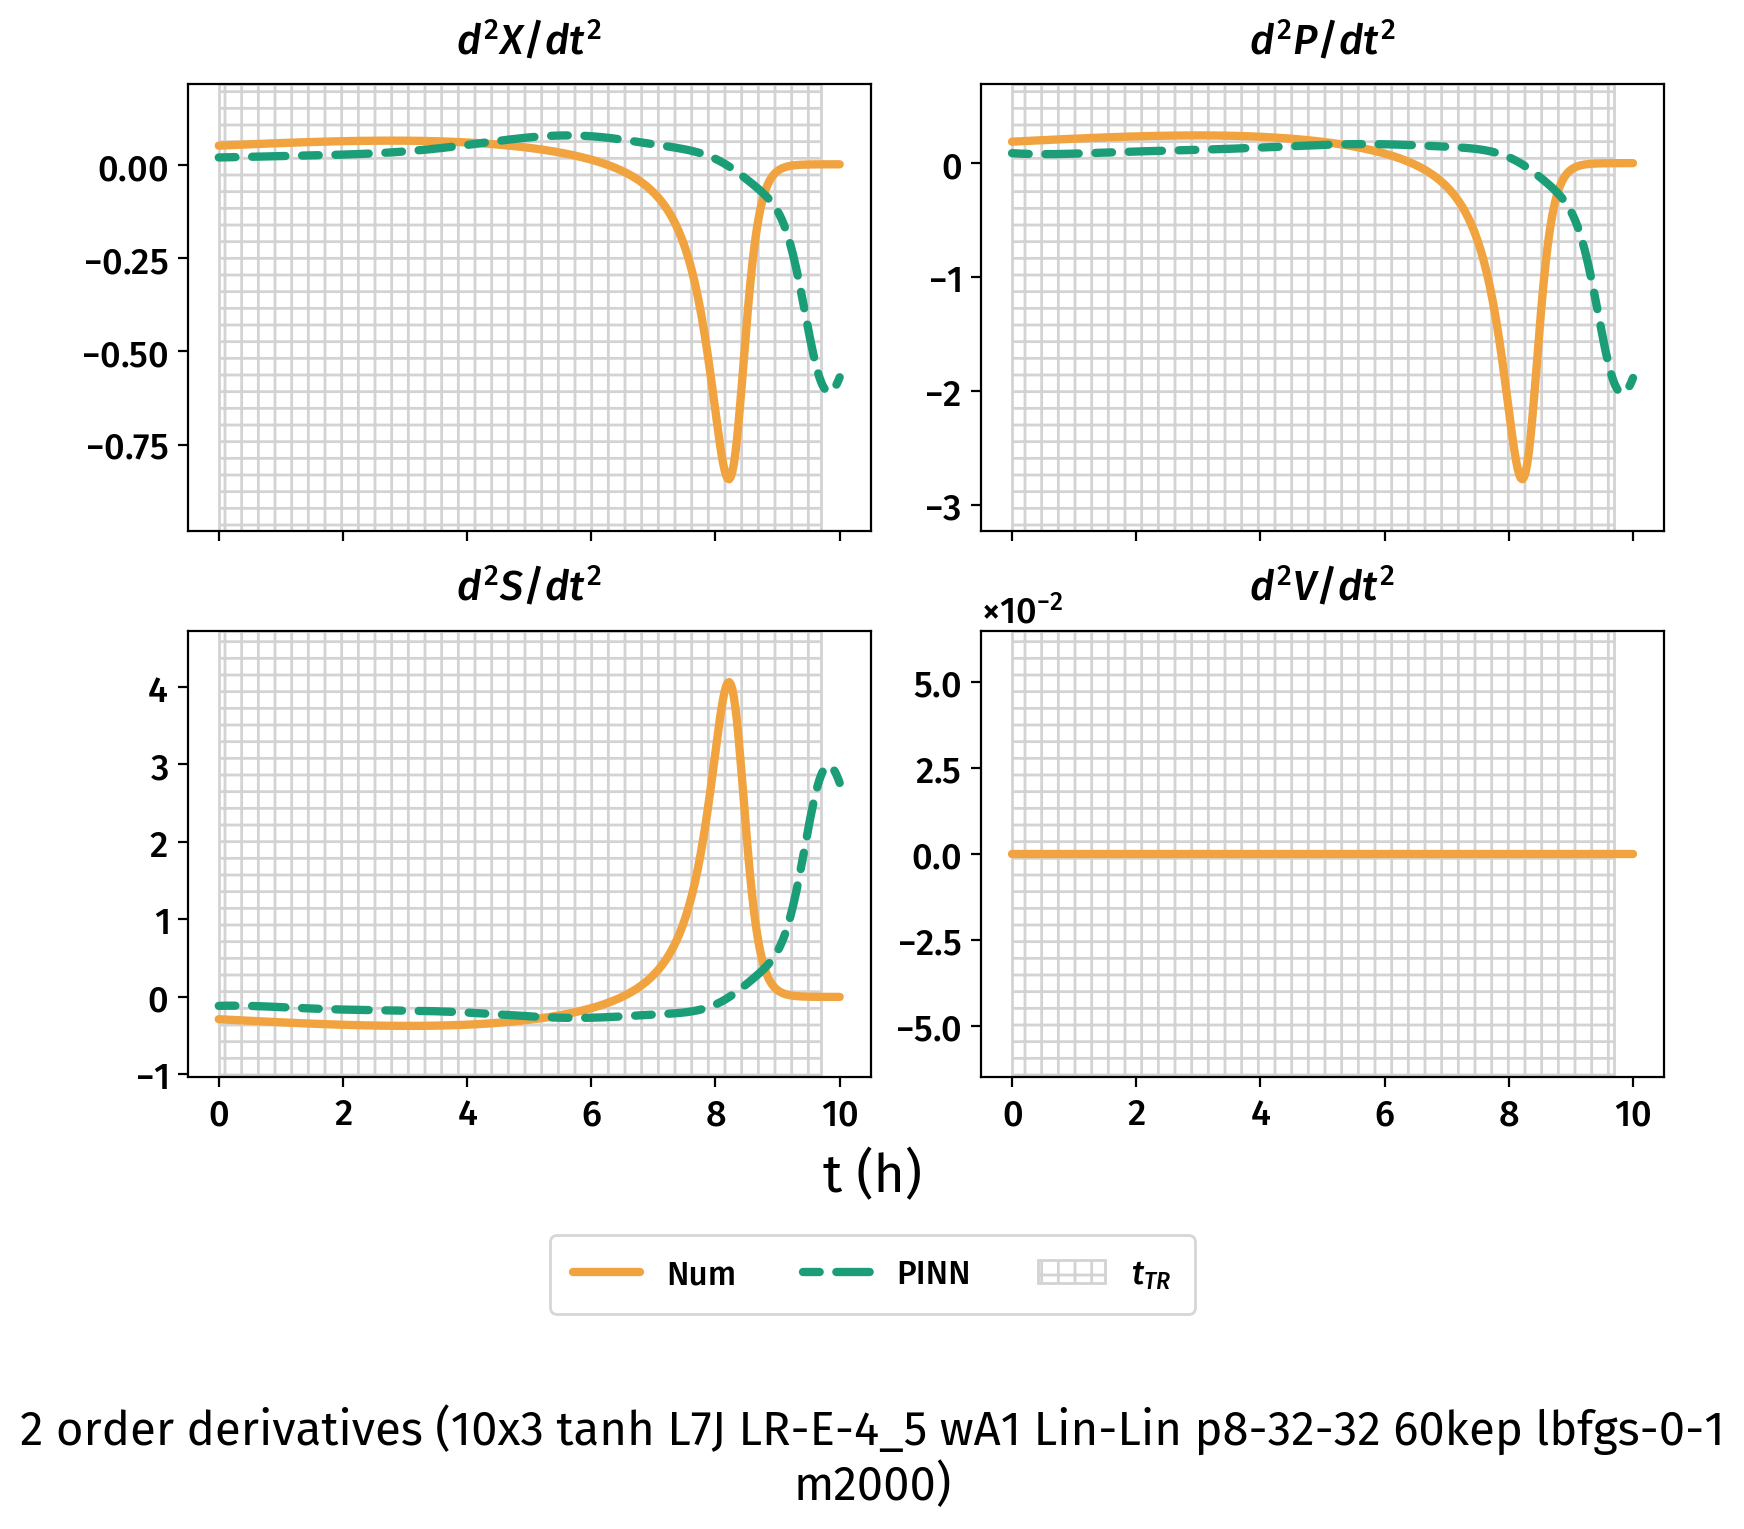 d²X/dt²
d²P/dt²
0.00
−0.25
−0.50
−0.75
0
−1
−2
−3
d²S/dt²
d²V/dt²
×10⁻²
4
3
2
1
0
−1
5.0
2.5
0.0
−2.5
−5.0
0 2 4 6 8 10
0 2 4 6 8 10
t (h)
Num PINN t_TR
2 order derivatives (10x3 tanh L7J LR-E-4_5 wA1 Lin-Lin p8-32-32 60kep lbfgs-0-1
m2000)